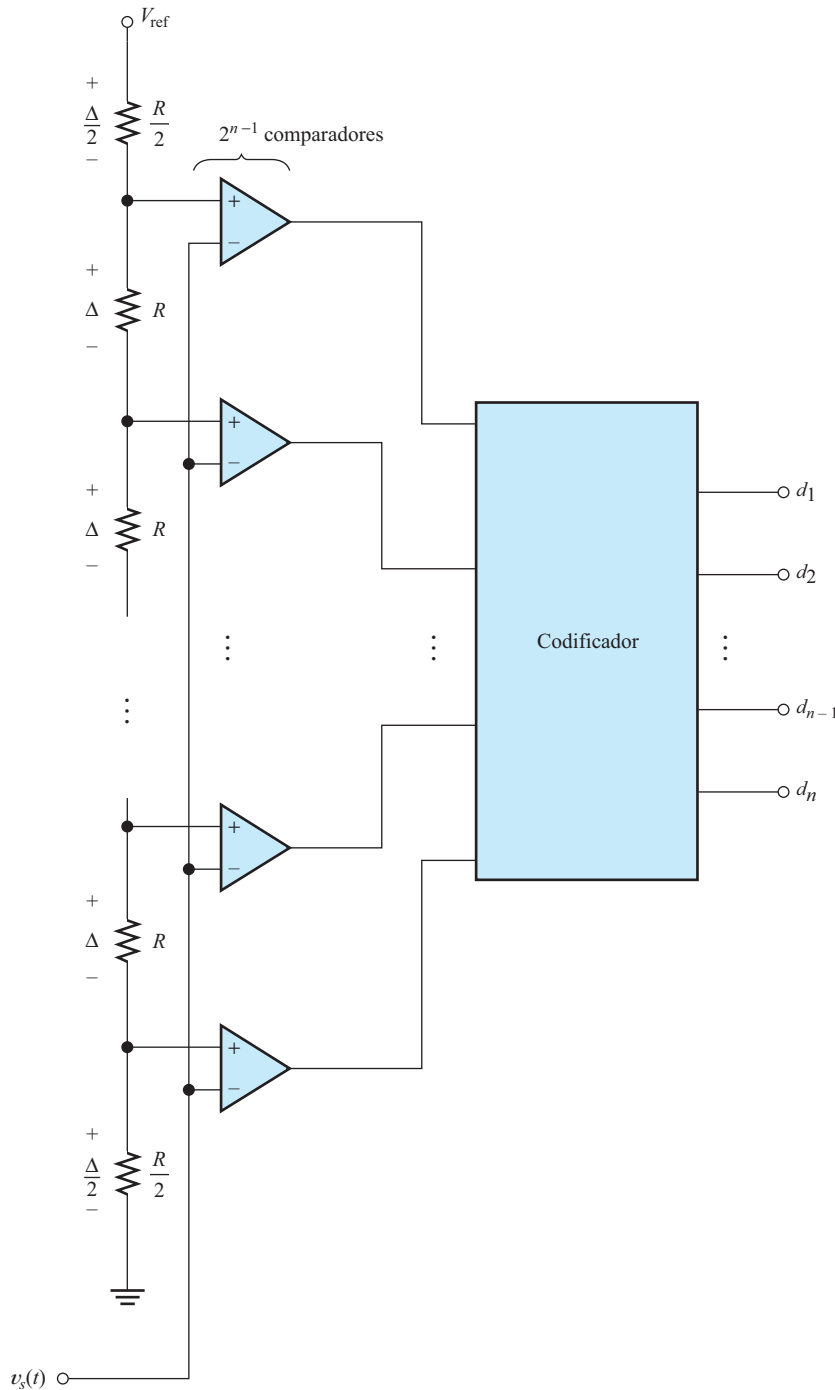 V_ref
+
Δ/2
−
R/2
2^{n−1} comparadores
+
−
+
Δ
−
R
+
−
+
Δ
−
R
⋮
⋮
⋮
Codificador
d_1
d_2
⋮
d_{n−1}
d_n
+
−
+
Δ
−
R
+
−
+
Δ/2
−
R/2
v_s(t)